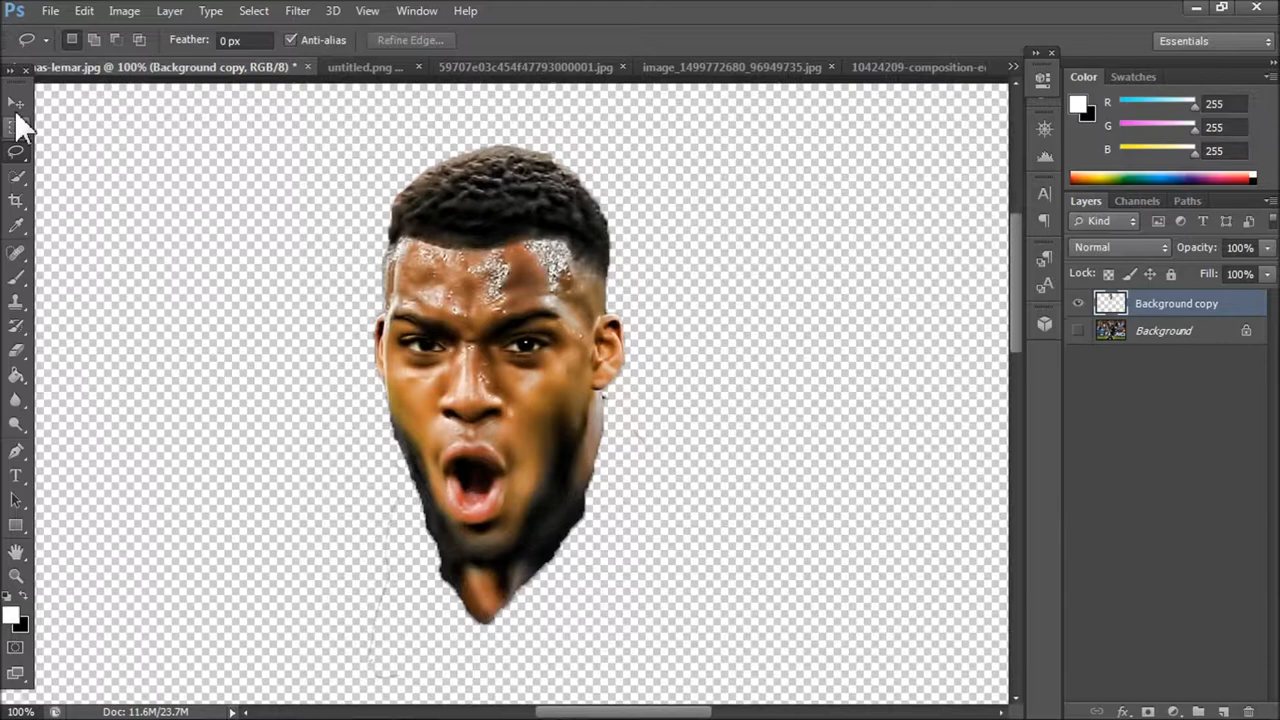 Ps File Edit Image Layer Type Select Filter 3D View Window Help
Feather: 0 px Anti-alias Refine Edge... Essentials
as-lemar.jpg @ 100% (Background copy, RGB/8) * × untitled.png ... × 59707e03c454f47793000001.jpg × image_1499772680_96949735.jpg × 10424209-composition-e
Color Swatches
R 255
G 255
B 255
Layers Channels Paths
Kind
Normal Opacity: 100%
Lock: Fill: 100%
Background copy
Background
100% Doc: 11.6M/23.7M